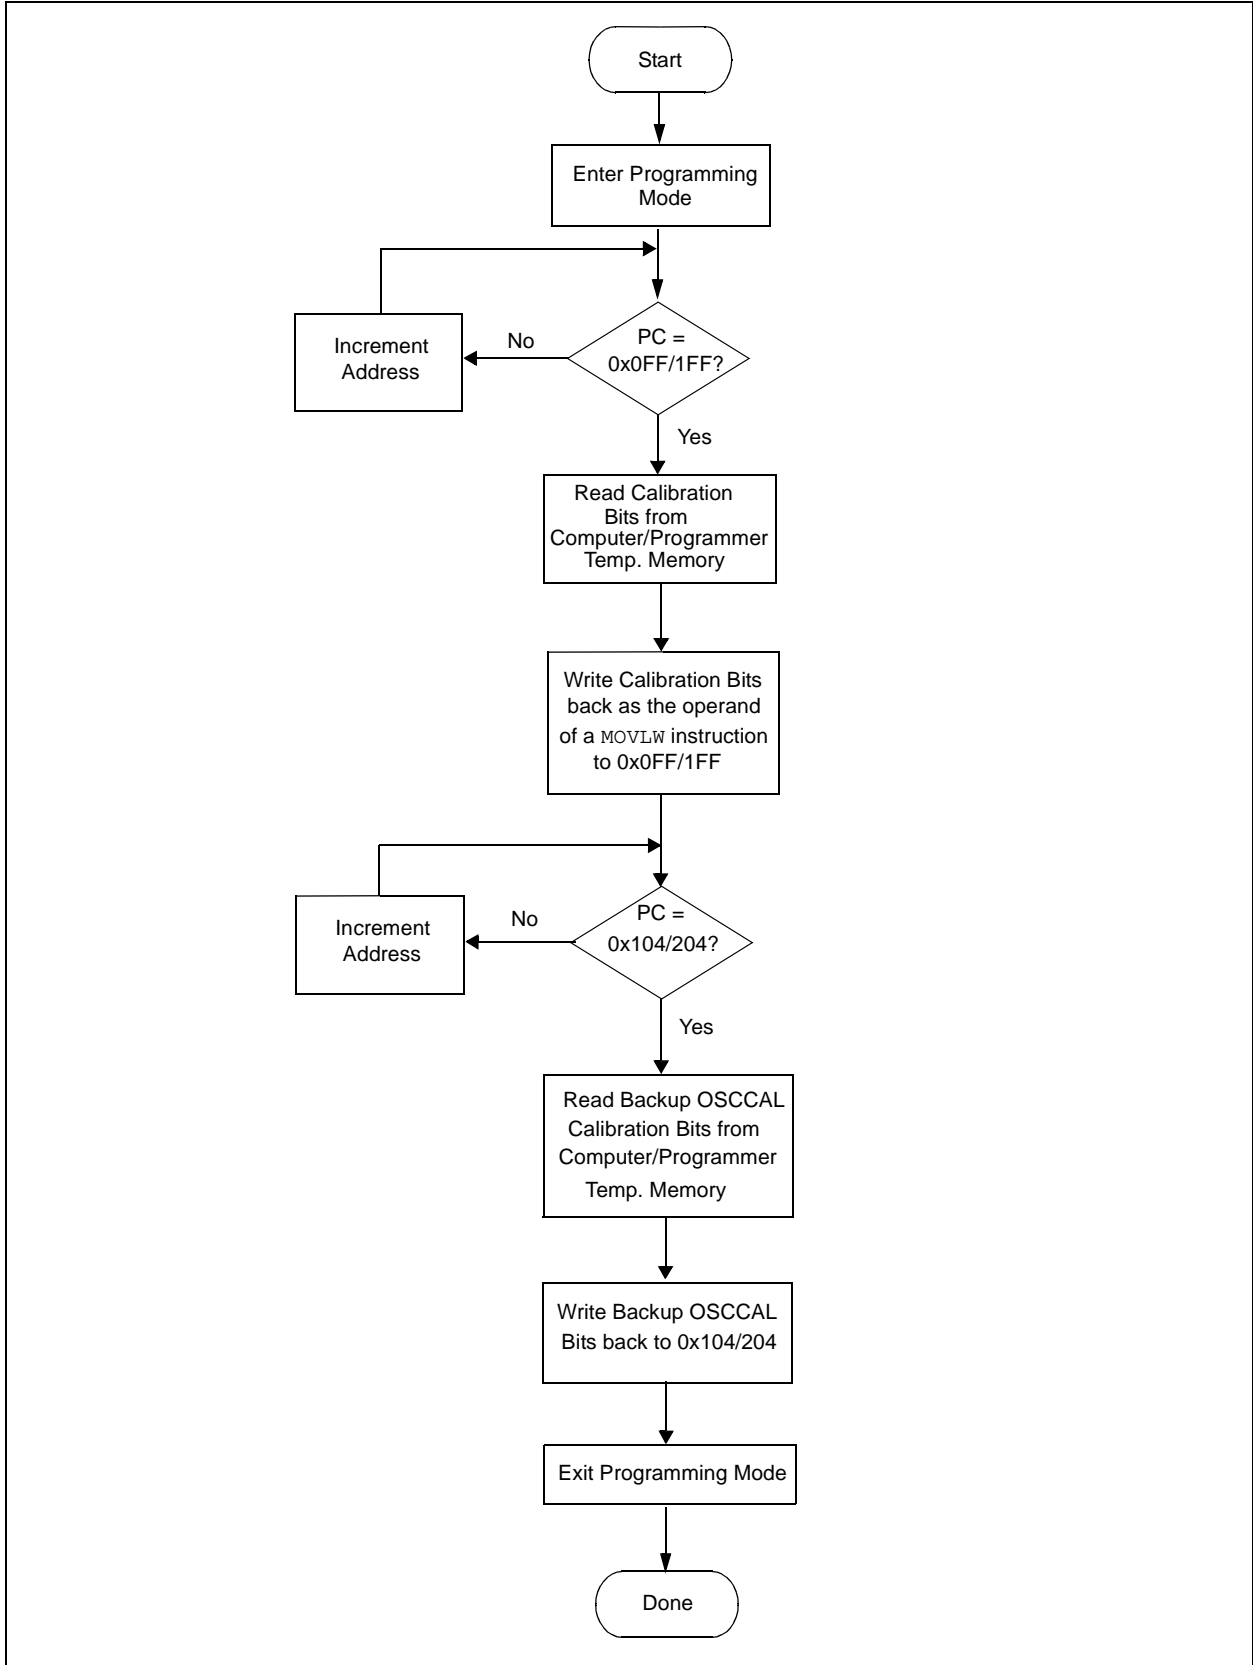 Start
Enter Programming
Mode
PC =
0x0FF/1FF?
No
Increment
Address
Yes
Read Calibration
Bits from
Computer/Programmer
Temp. Memory
Write Calibration Bits
back as the operand
of a MOVLW instruction
to 0x0FF/1FF
PC =
0x104/204?
No
Increment
Address
Yes
Read Backup OSCCAL
Calibration Bits from
Computer/Programmer
Temp. Memory
Write Backup OSCCAL
Bits back to 0x104/204
Exit Programming Mode
Done